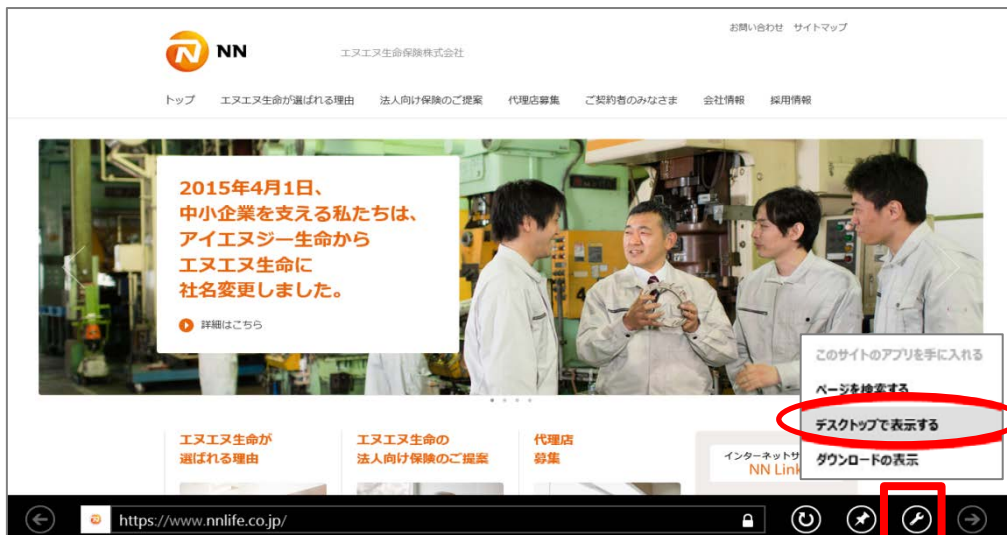 お問い合わせ サイトマップ
NN エヌエヌ生命保険株式会社
トップ エヌエヌ生命が選ばれる理由 法人向け保険のご提案 代理店募集 ご契約者のみなさま 会社情報 採用情報
2015年4月1日、
中小企業を支える私たちは、
アイエヌジー生命から
エヌエヌ生命に
社名変更しました。
詳細はこちら
このサイトのアプリを手に入れる
ページを検索する
デスクトップで表示する
ダウンロードの表示
エヌエヌ生命が
選ばれる理由
エヌエヌ生命の
法人向け保険のご提案
代理店
募集
インターネットサ
NN Link
https://www.nnlife.co.jp/